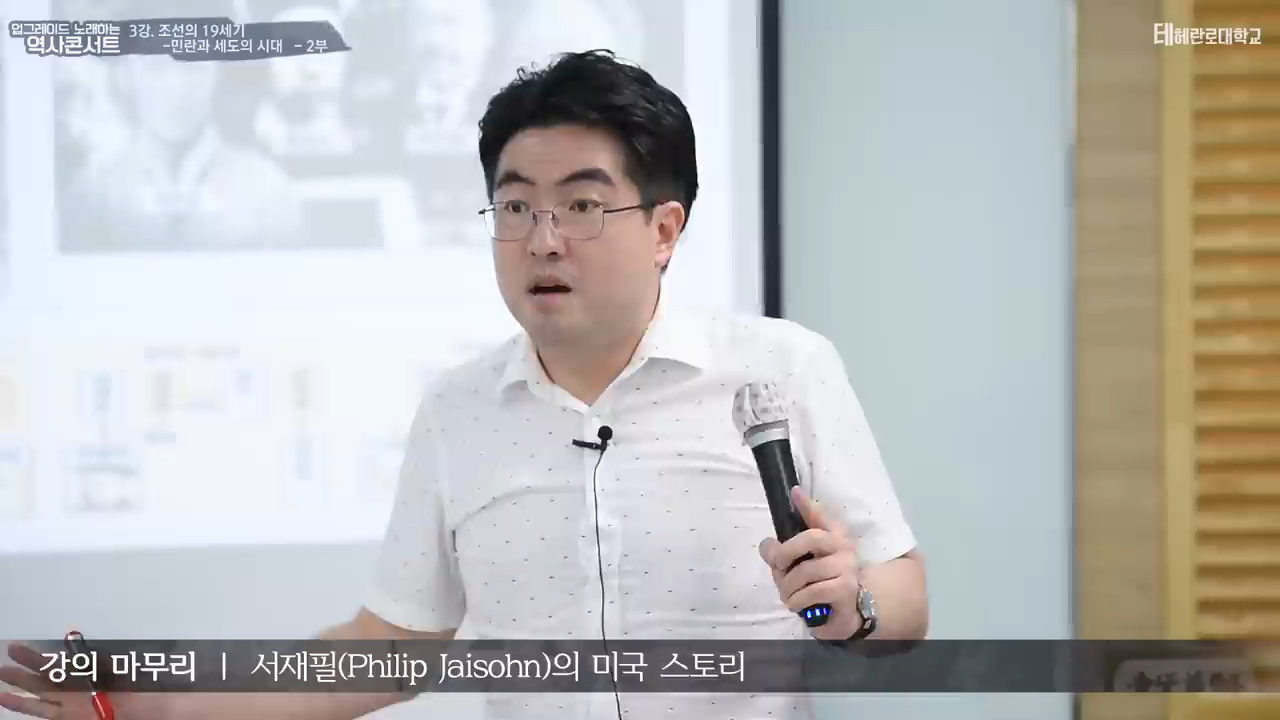 업그레이드 노래하는
역사콘서트
3강. 조선의 19세기
-민란과 세도의 시대 - 2부
테헤란로대학교
강의 마무리 | 서재필(Philip Jaisohn)의 미국 스토리